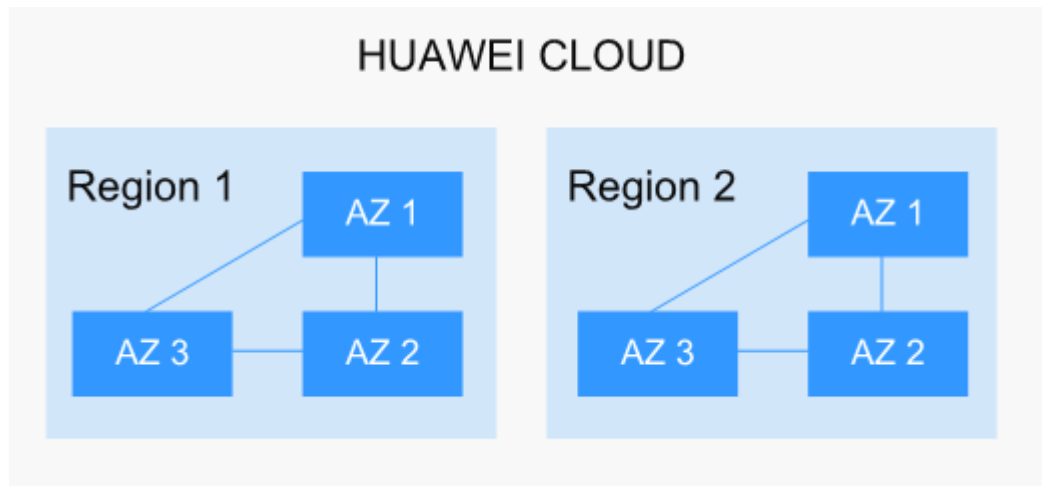 HUAWEI CLOUD
Region 1
AZ 1
AZ 3
AZ 2
Region 2
AZ 1
AZ 3
AZ 2